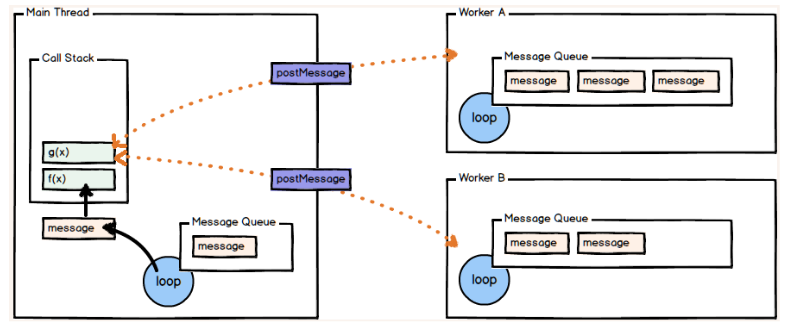 Main Thread
Call Stack
g(x)
f(x)
message
loop
Message Queue
message
postMessage
postMessage
Worker A
Message Queue
message message message
loop
Worker B
Message Queue
message message
loop